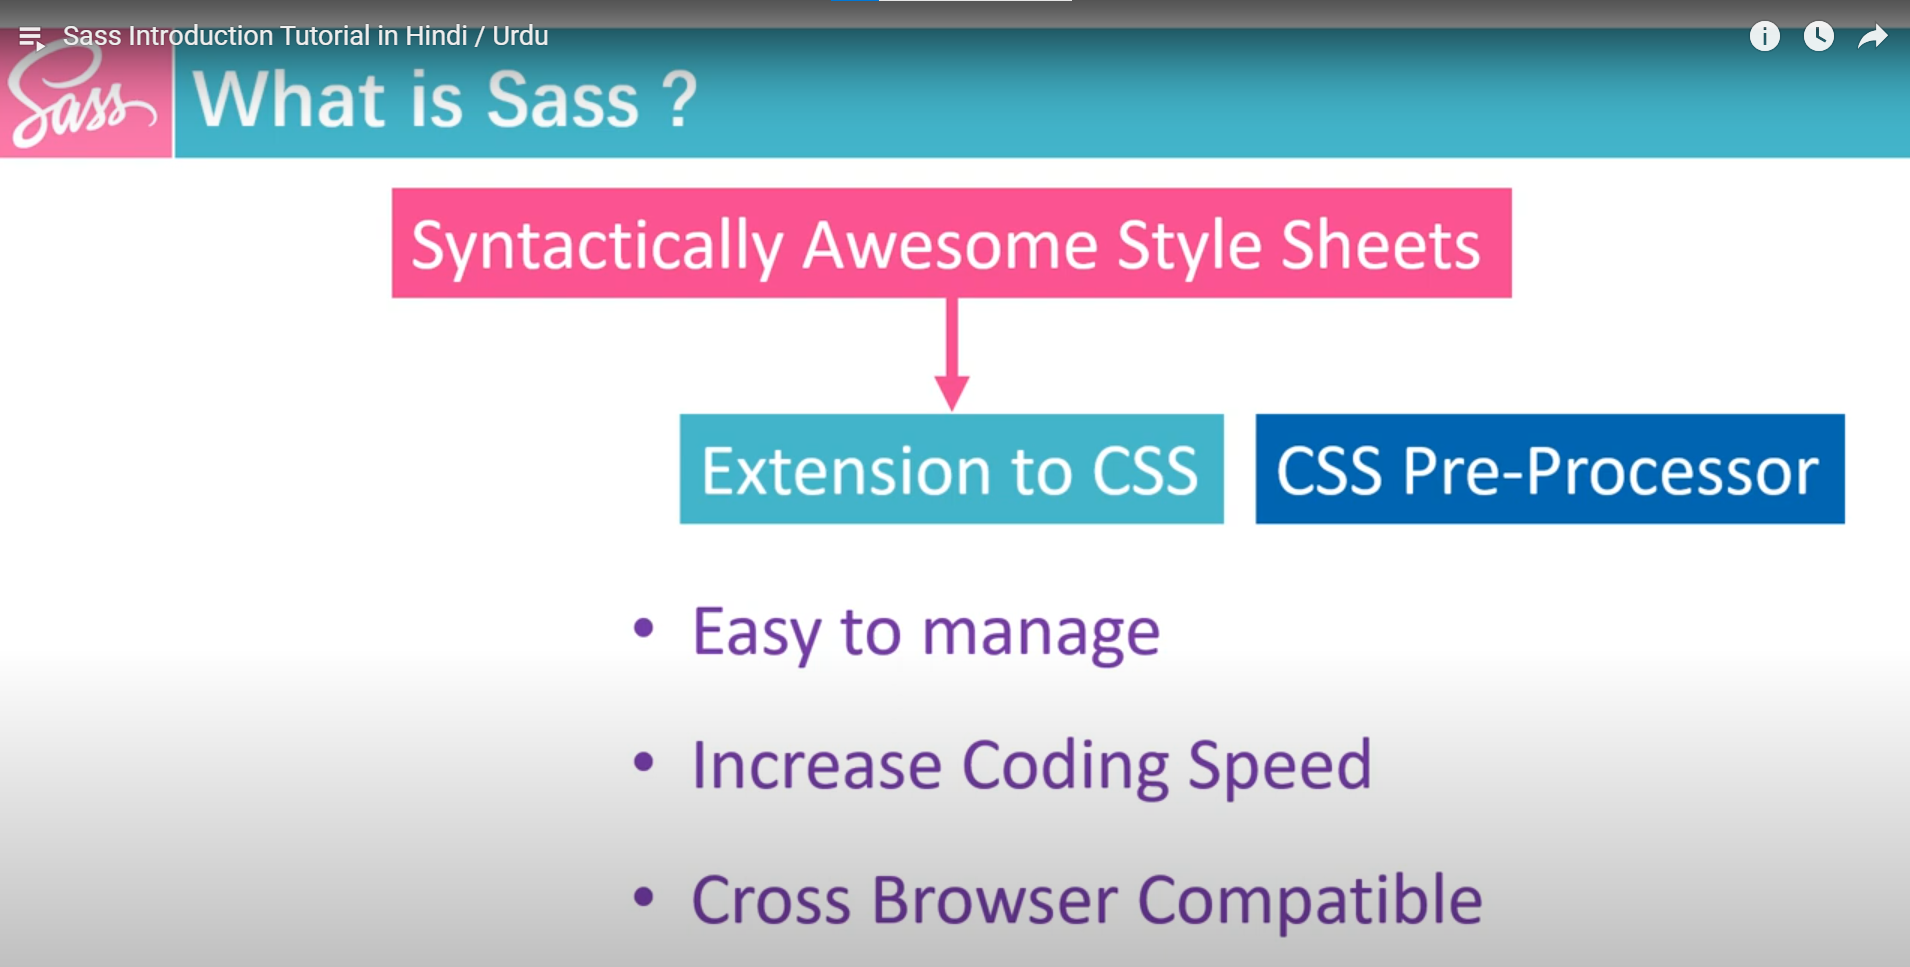 Sass Introduction Tutorial in Hindi / Urdu
Sass
What is Sass ?
Syntactically Awesome Style Sheets
Extension to CSS
CSS Pre-Processor
• Easy to manage
• Increase Coding Speed
• Cross Browser Compatible